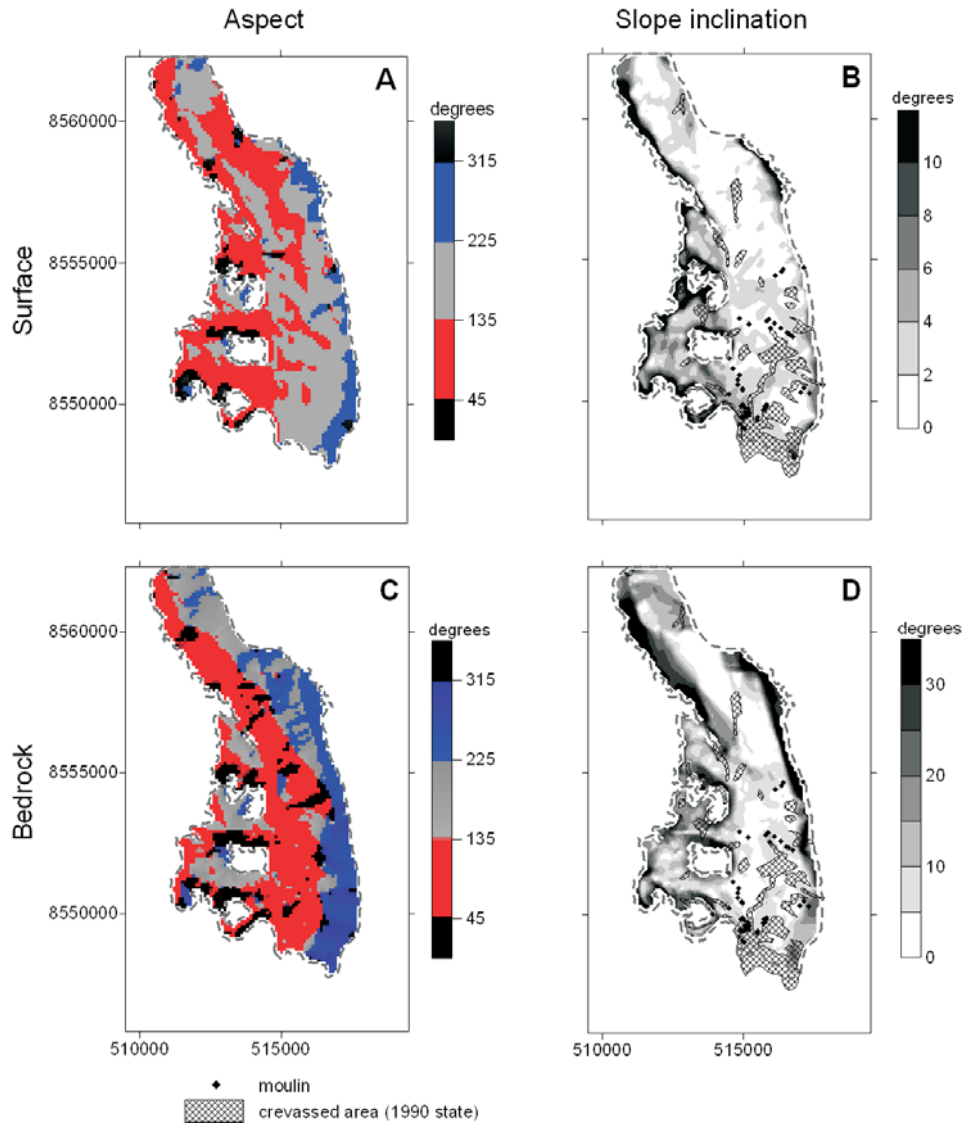 Aspect
Slope inclination
Surface
A
degrees
315
225
135
45
8560000
8555000
8550000
B
degrees
10
8
6
4
2
0
510000
515000
Bedrock
C
degrees
315
225
135
45
8560000
8555000
8550000
510000
515000
D
degrees
30
20
10
0
510000
515000
moulin
crevassed area (1990 state)